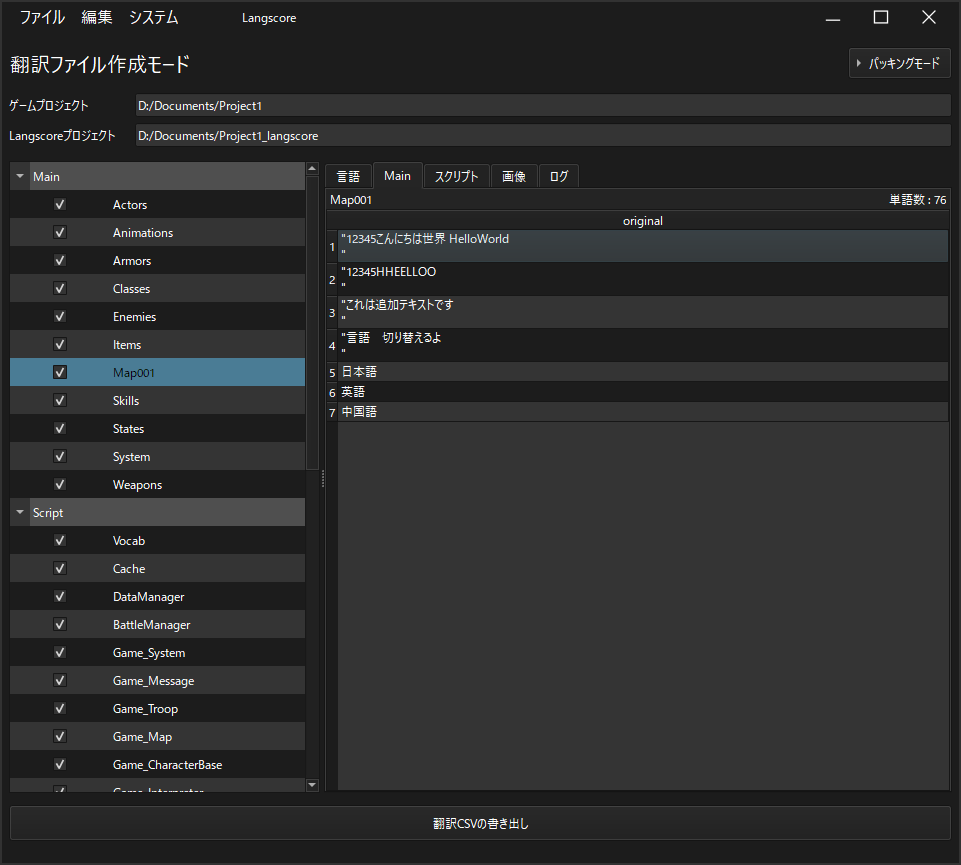 ファイル 編集 システム Langscore
翻訳ファイル作成モード
パッキングモード
ゲームプロジェクト D:/Documents/Project1
Langscoreプロジェクト D:/Documents/Project1_langscore
Main
Actors
Animations
Armors
Classes
Enemies
Items
Map001
Skills
States
System
Weapons
Script
Vocab
Cache
DataManager
BattleManager
Game_System
Game_Message
Game_Troop
Game_Map
Game_CharacterBase
Game_Interpreter
言語 Main スクリプト 画像 ログ
Map001 単語数 : 76
original
1 "12345こんにちは世界 HelloWorld
"
2 "12345HHEELLOO
"
3 "これは追加テキストです
"
4 "言語　切り替えるよ
"
5 日本語
6 英語
7 中国語
翻訳CSVの書き出し